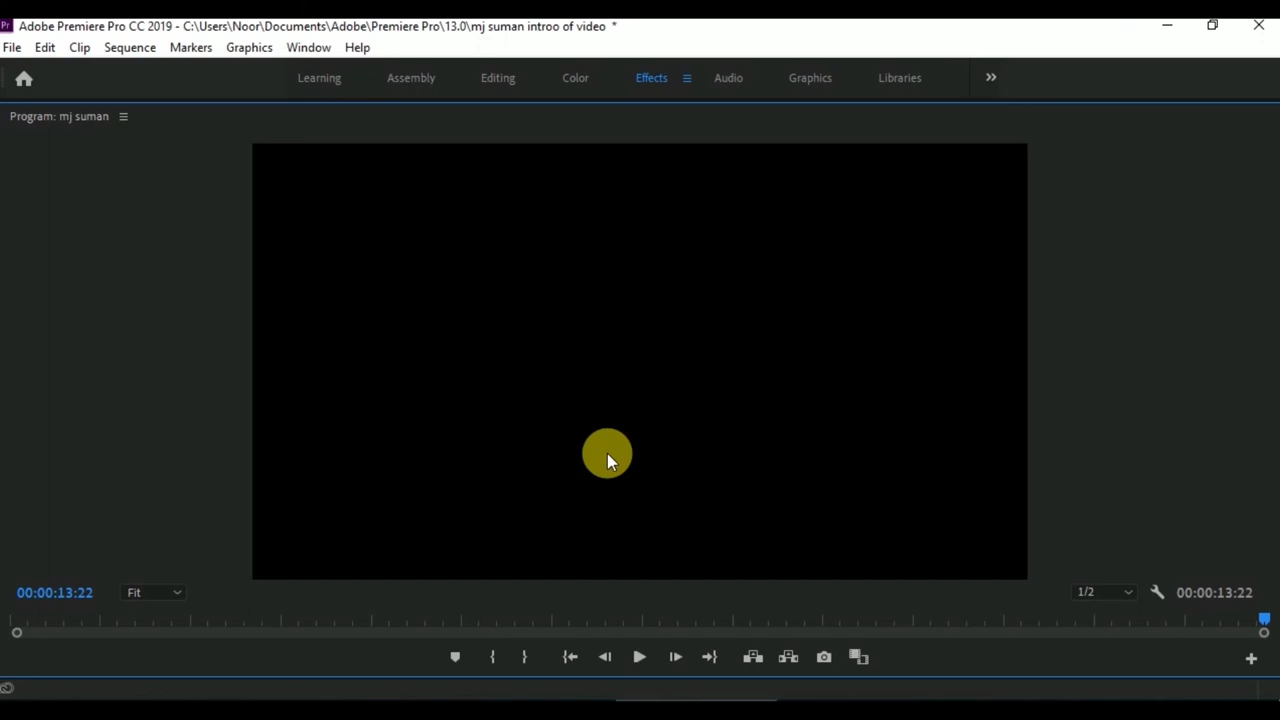 Pr Adobe Premiere Pro CC 2019 - C:\Users\Noor\Documents\Adobe\Premiere Pro\13.0\mj suman introo of video *
File Edit Clip Sequence Markers Graphics Window Help
Learning Assembly Editing Color Effects Audio Graphics Libraries
Program: mj suman
00:00:13:22 Fit 1/2 00:00:13:22